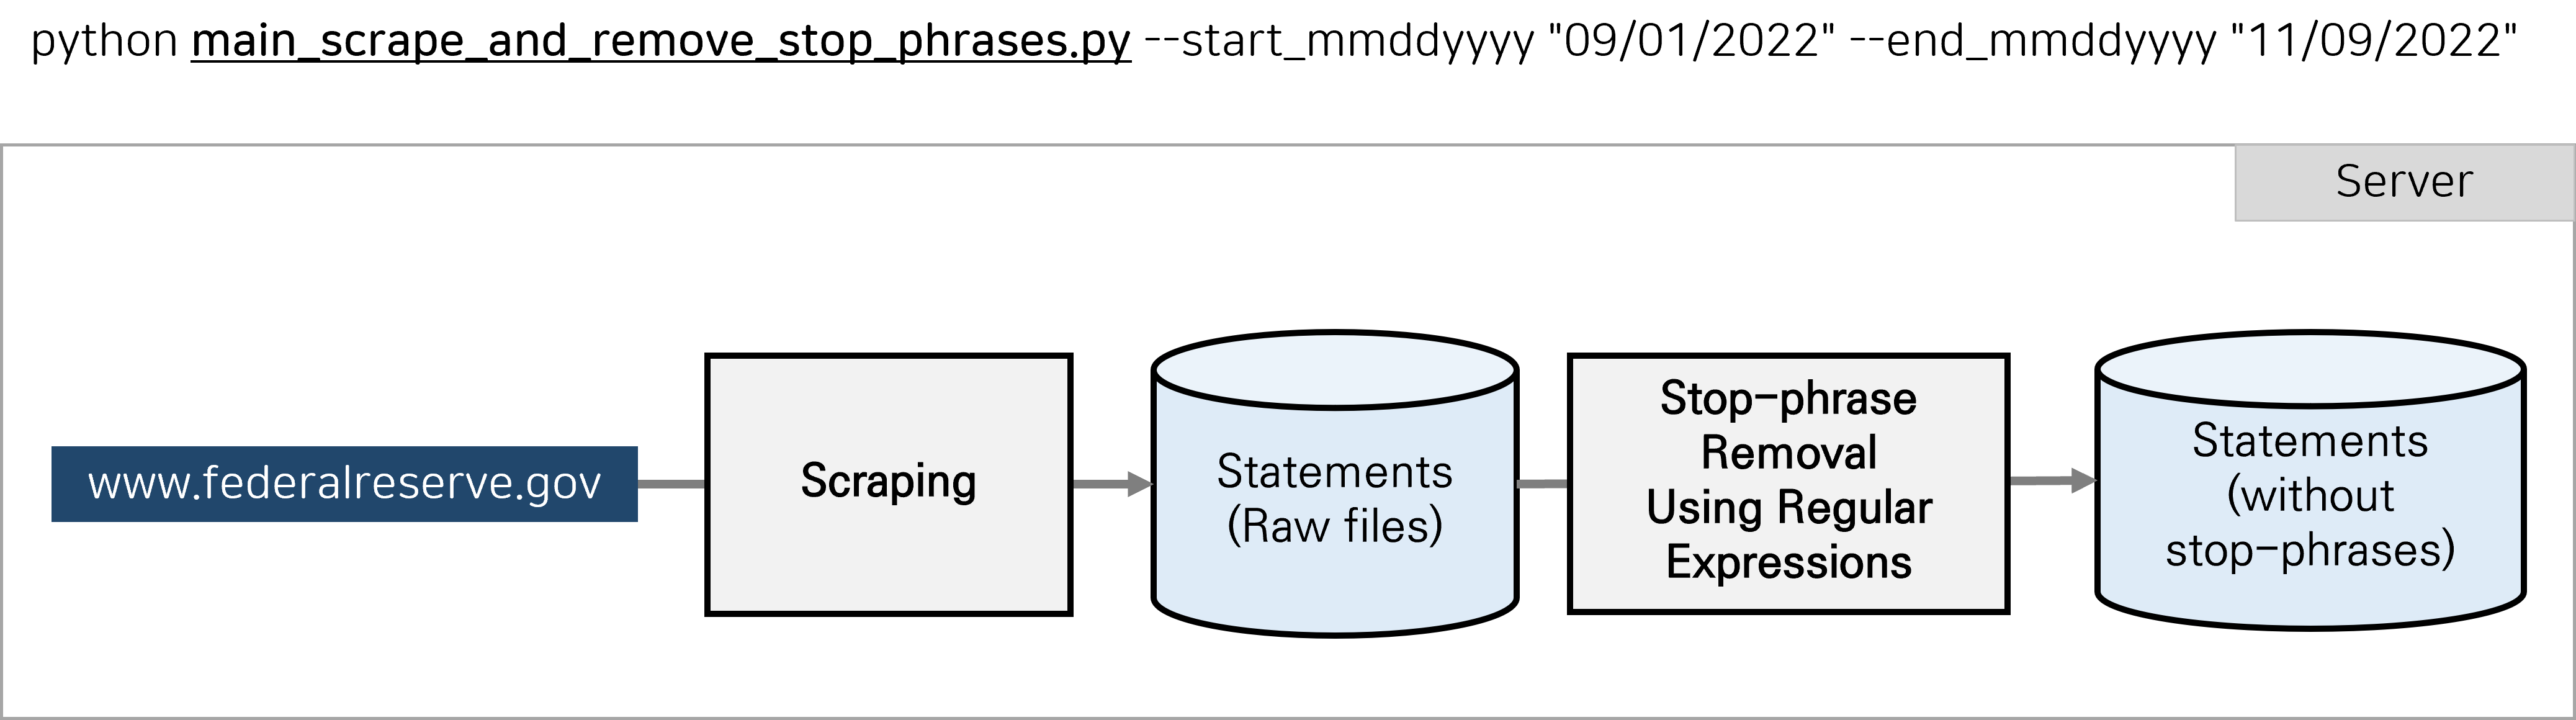 python main_scrape_and_remove_stop_phrases.py --start_mmddyyyy "09/01/2022" --end_mmddyyyy "11/09/2022"
Server
www.federalreserve.gov
Scraping
Statements
(Raw files)
Stop-phrase
Removal
Using Regular
Expressions
Statements
(without
stop-phrases)